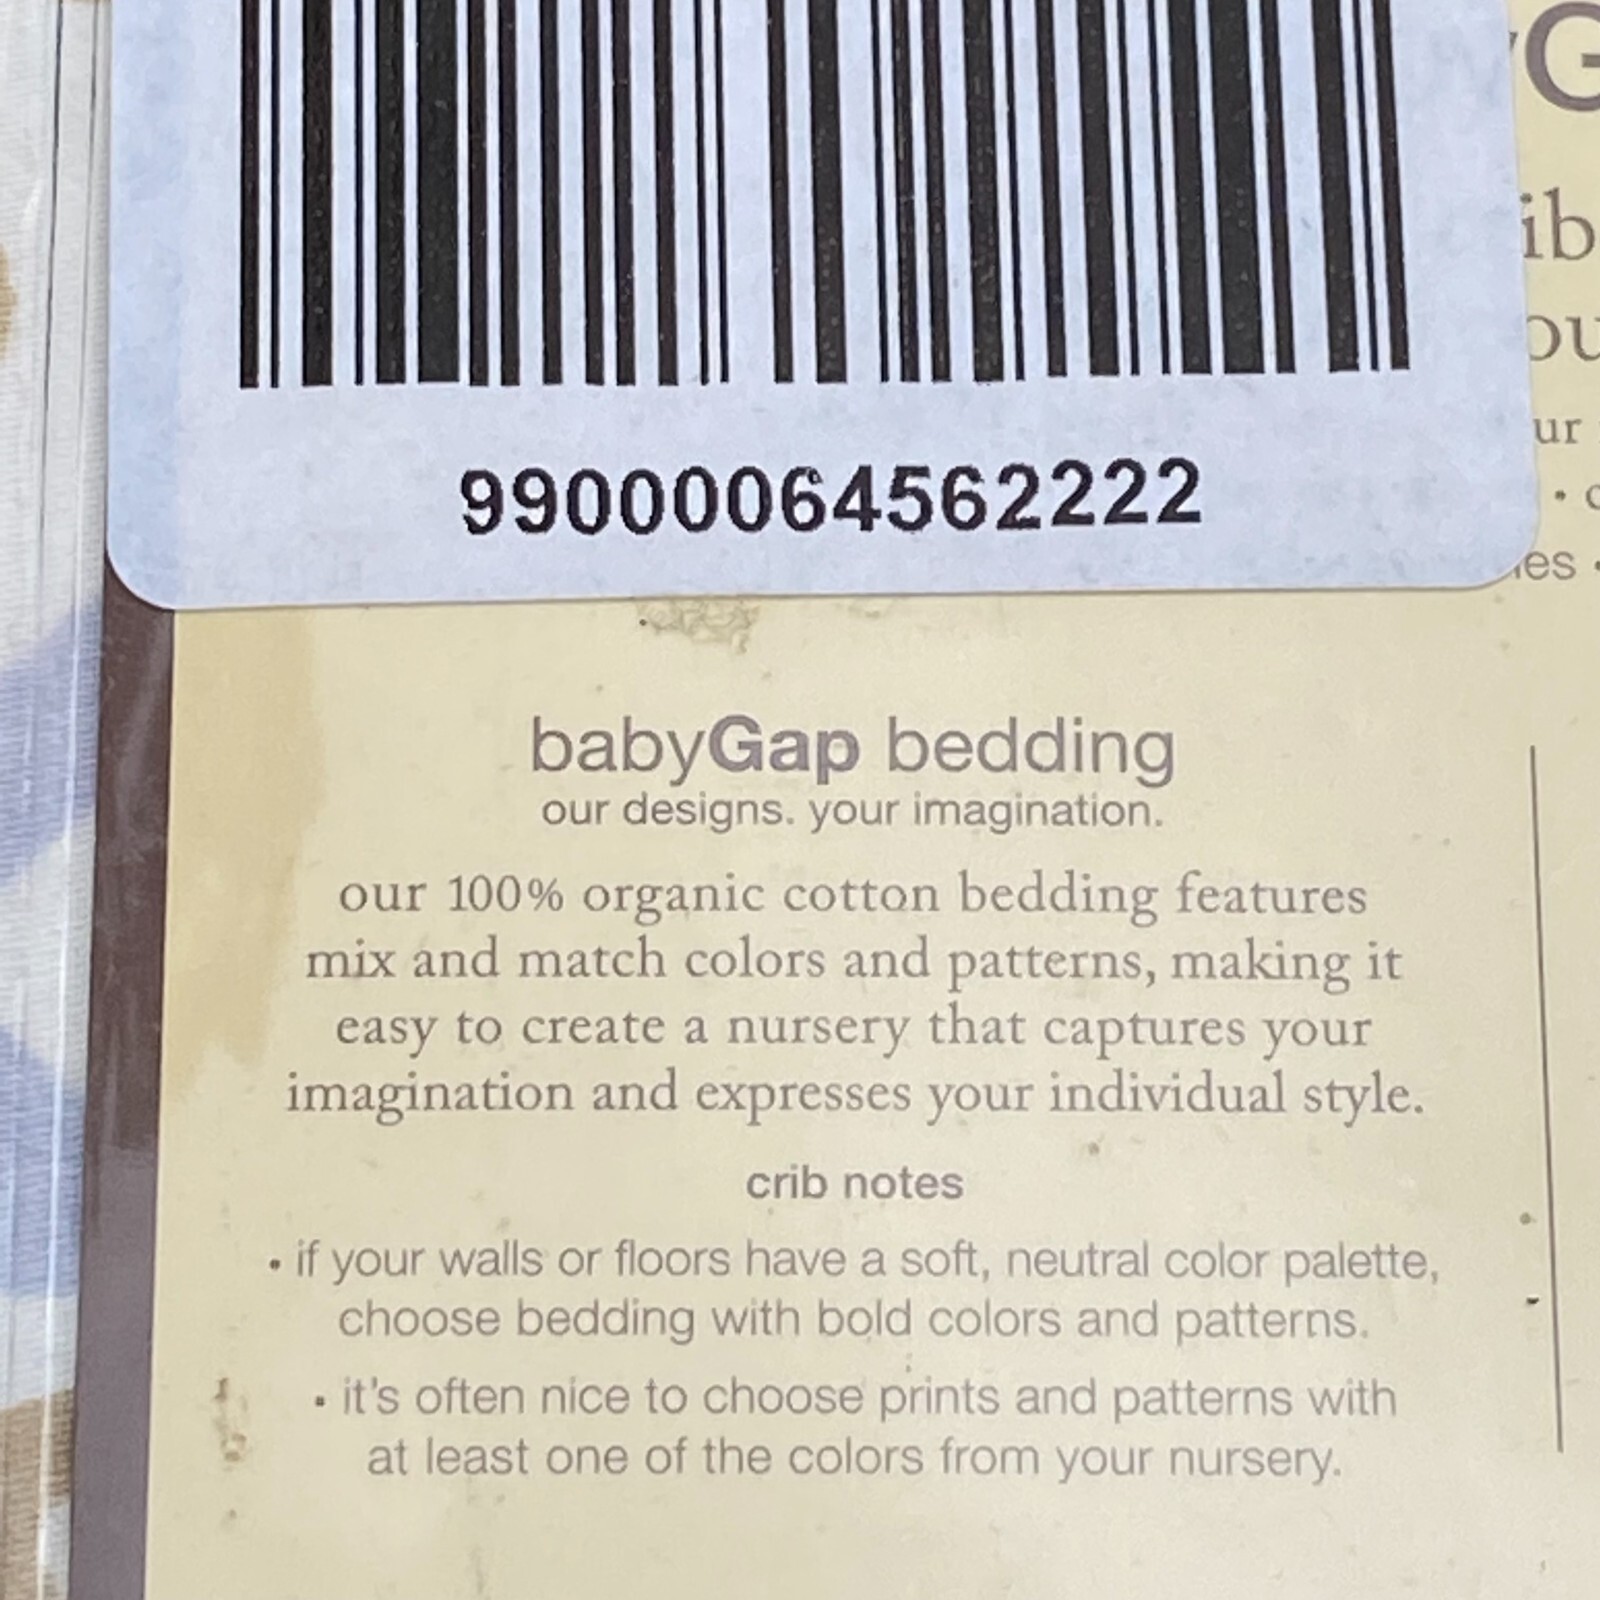 99000064562222
babyGap bedding
our designs. your imagination.
our 100% organic cotton bedding features
mix and match colors and patterns, making it
easy to create a nursery that captures your
imagination and expresses your individual style.
crib notes
• if your walls or floors have a soft, neutral color palette,
choose bedding with bold colors and patterns.
• it's often nice to choose prints and patterns with
at least one of the colors from your nursery.